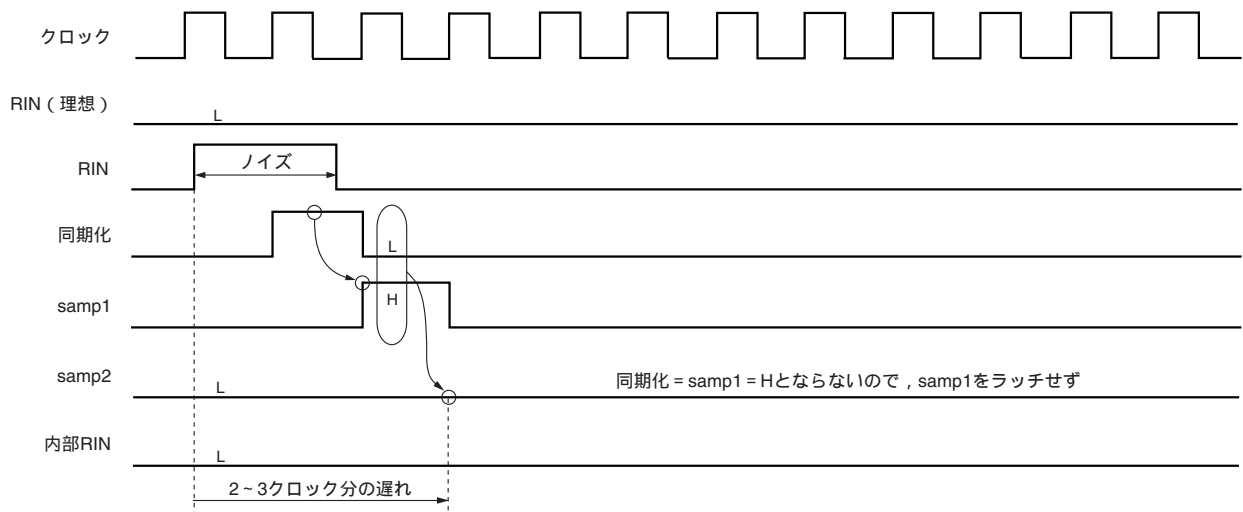 クロック
RIN ( 理想 )
L
RIN
ノイズ
同期化
L
samp1
H
samp2
L
同期化 = samp1 = Hとならないので , samp1をラッチせず
内部RIN
L
2~3クロック分の遅れ